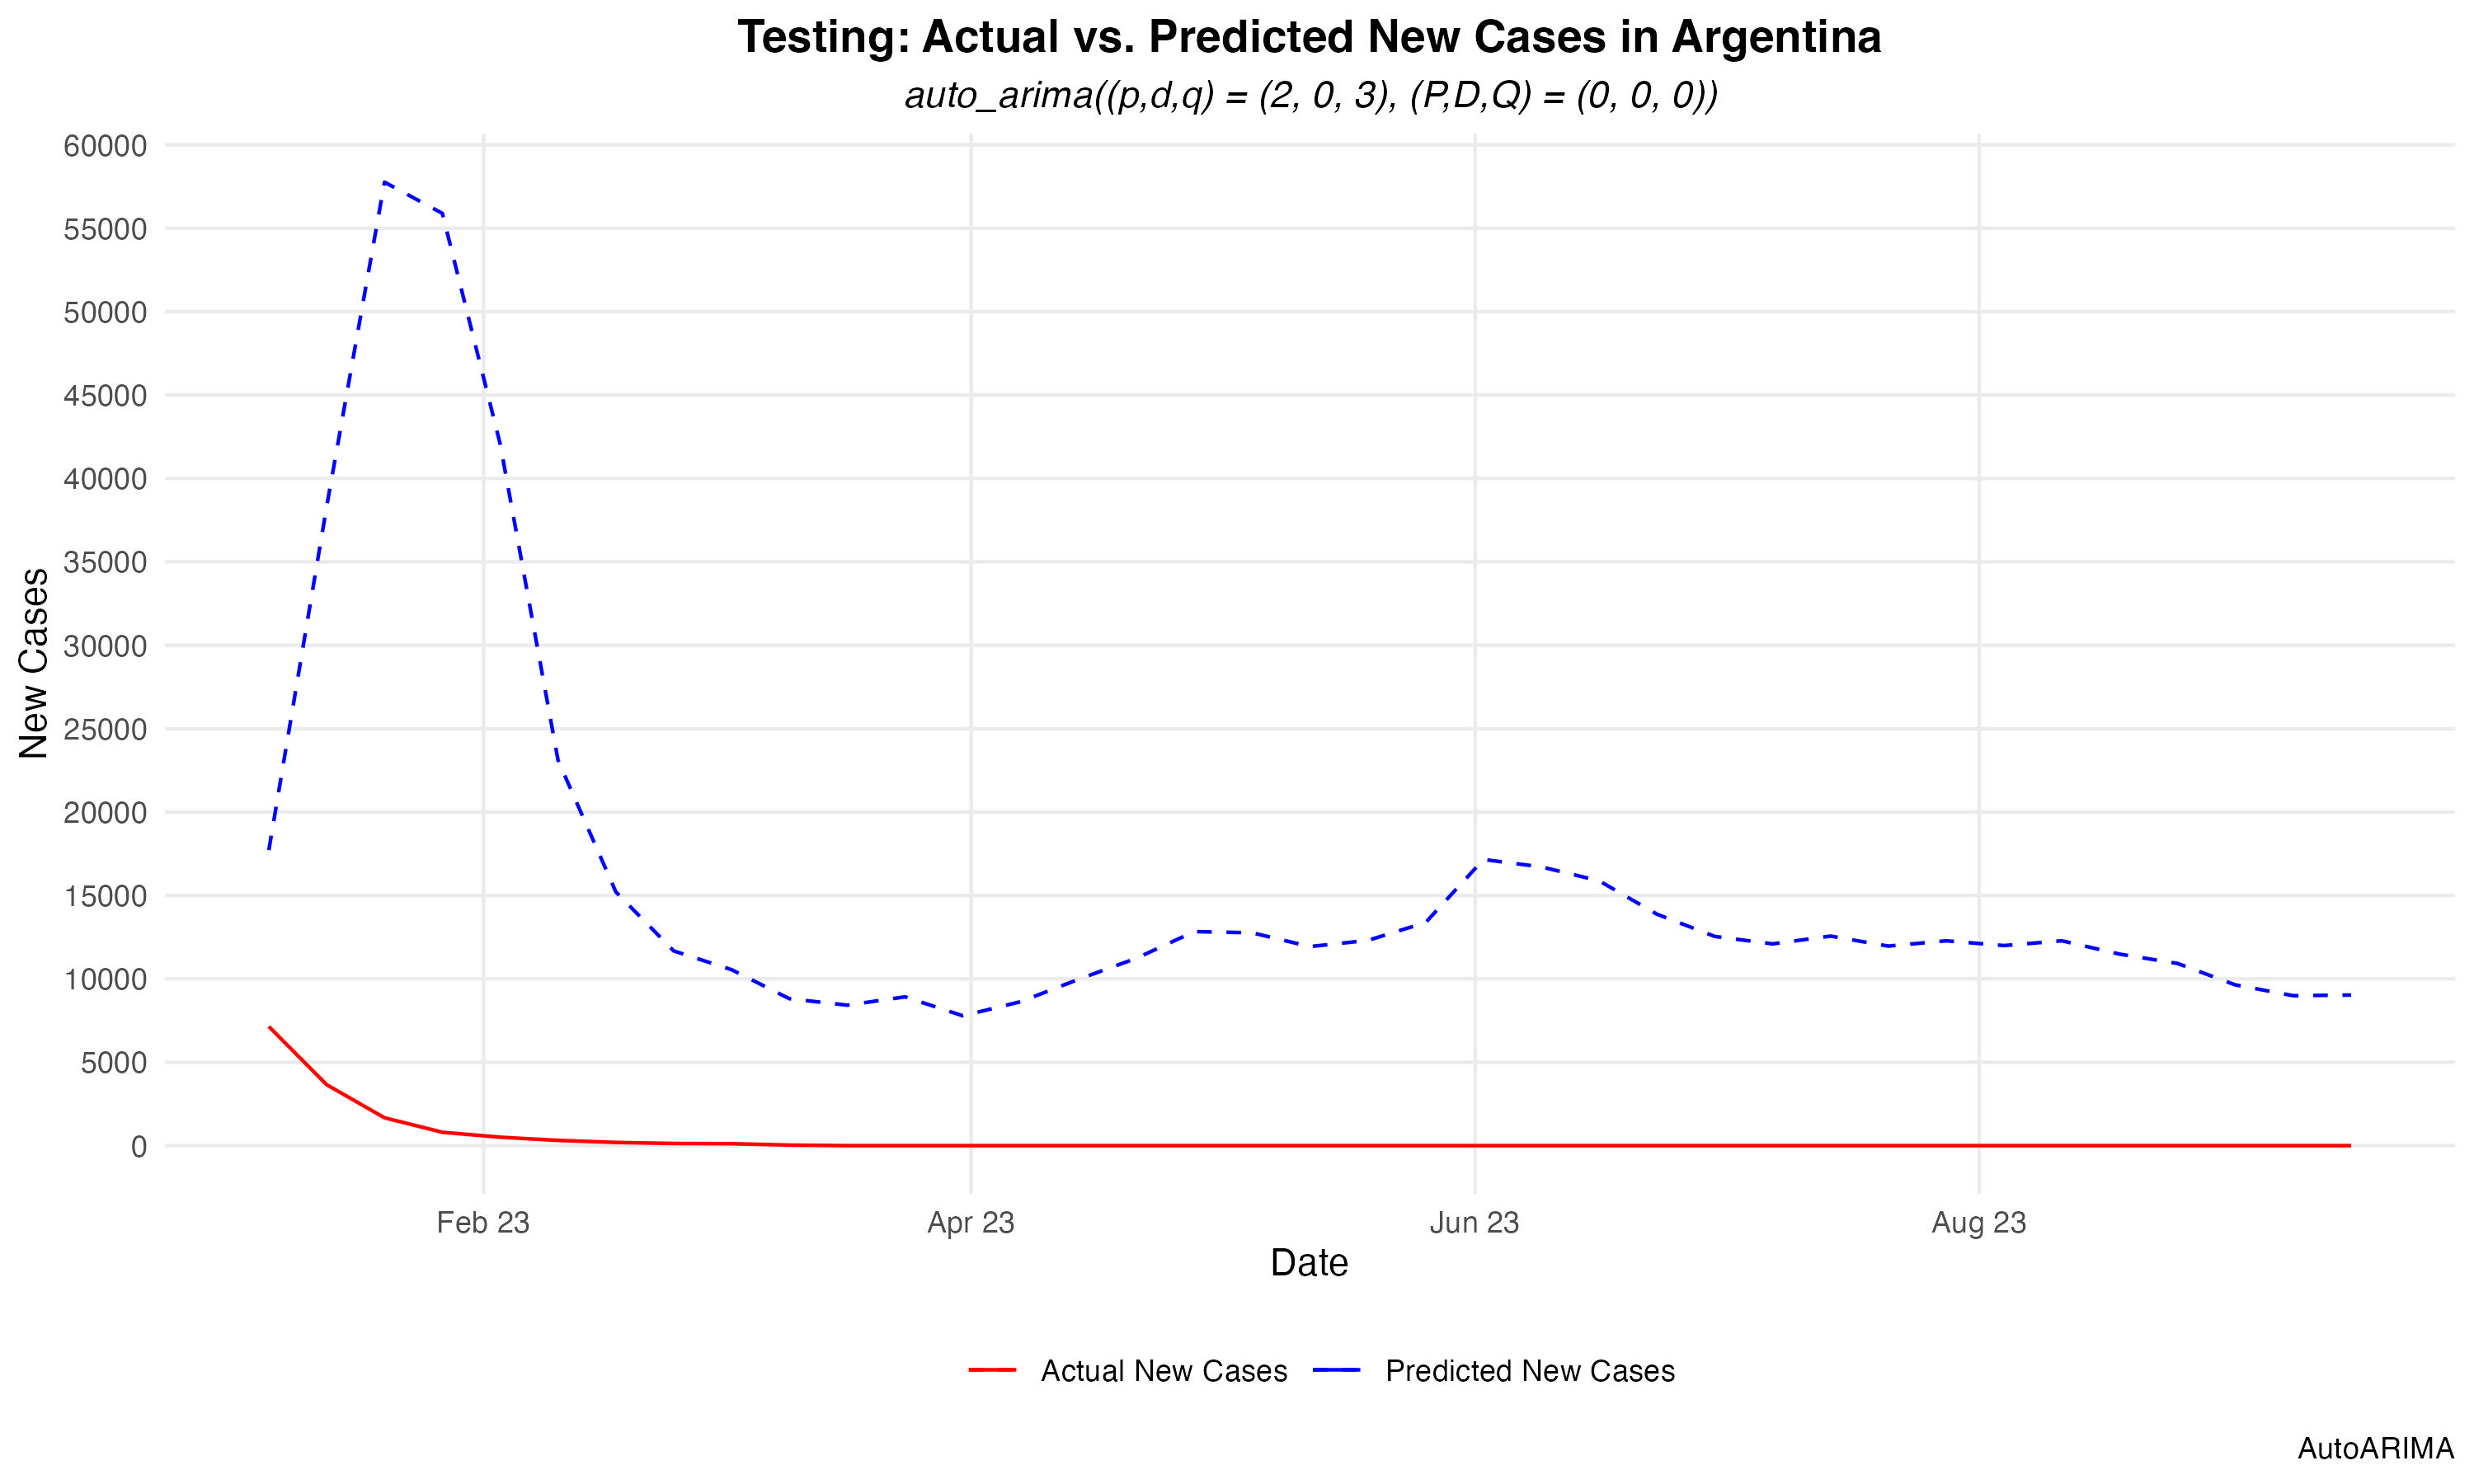 Testing: Actual vs. Predicted New Cases in Argentina
auto_arima((p,d,q) = (2, 0, 3), (P,D,Q) = (0, 0, 0))
60000
55000
50000
45000
40000
35000
30000
25000
20000
15000
10000
5000
0
New Cases
Feb 23 Apr 23 Jun 23 Aug 23
Date
Actual New Cases Predicted New Cases
AutoARIMA